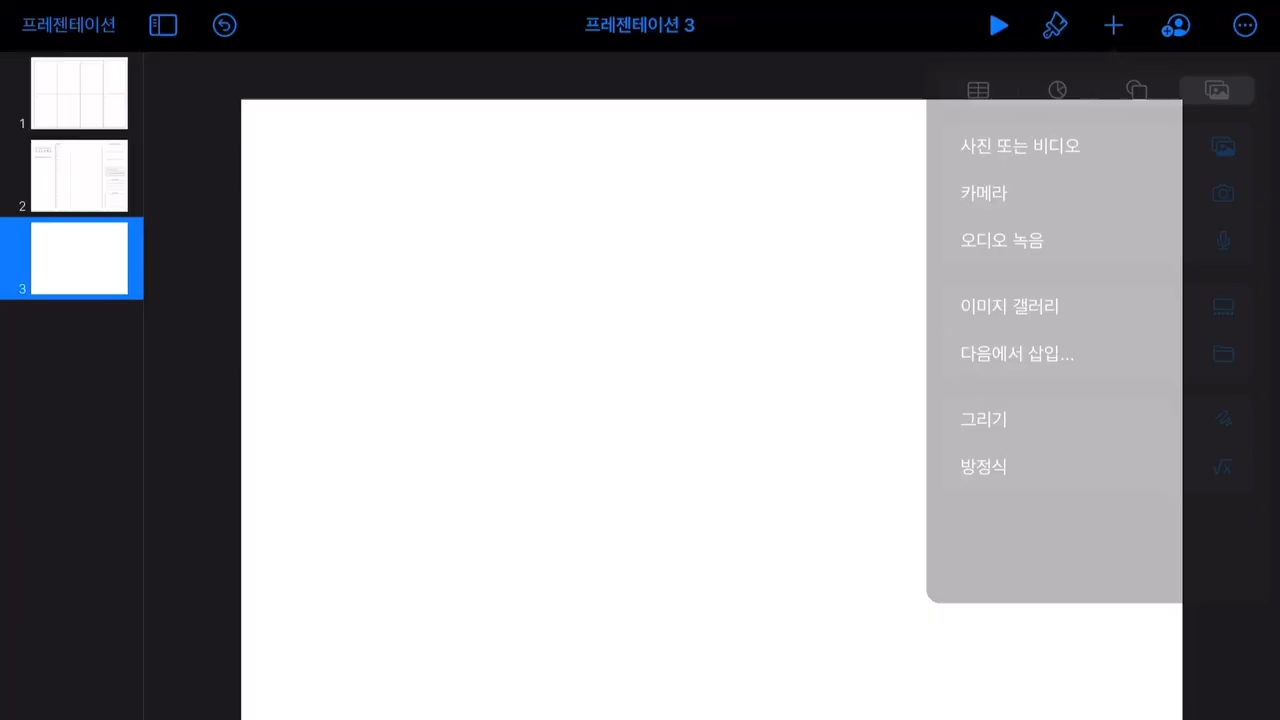 프레젠테이션
프레젠테이션 3
1
2
3
사진 또는 비디오
카메라
오디오 녹음
이미지 갤러리
다음에서 삽입...
그리기
방정식